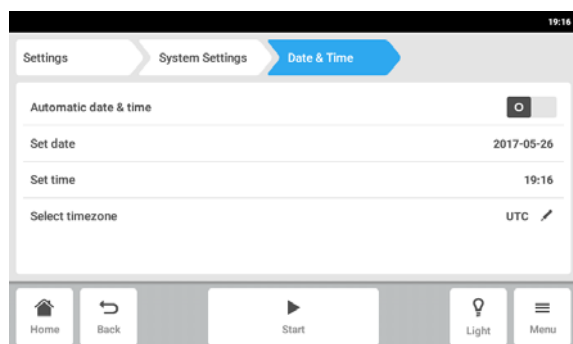 19:16
Settings System Settings Date & Time
Automatic date & time O
Set date 2017-05-26
Set time 19:16
Select timezone UTC
Home Back Start Light Menu